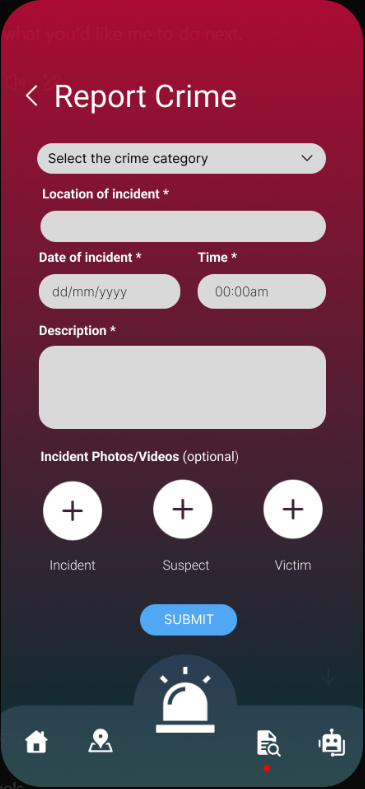 what you'd like me to do next.
Report Crime
Select the crime category
Location of incident *
Date of incident *
Time *
dd/mm/yyyy
00:00am
Description *
Incident Photos/Videos (optional)
Incident
Suspect
Victim
SUBMIT